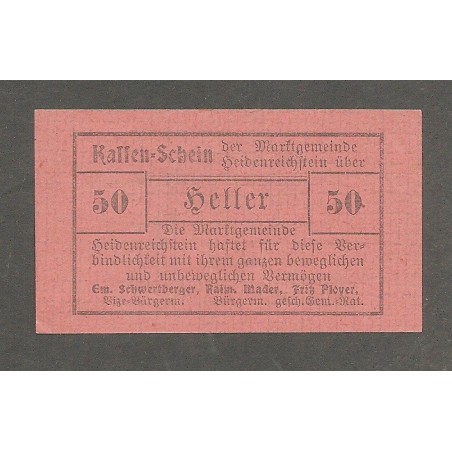 Kassen-Schein der Marktgemeinde
Heidenreichstein über
50 Heller 50
Die Marktgemeinde
Heidenreichstein haftet für diese Ver-
bindlichkeit mit ihrem ganzen beweglichen
und unbeweglichen Vermögen
Em. Schwertberger, Raim. Mader, Fritz Ployer,
Vize-Bürgerm. Bürgerm. gesch. Gem.-Rat.